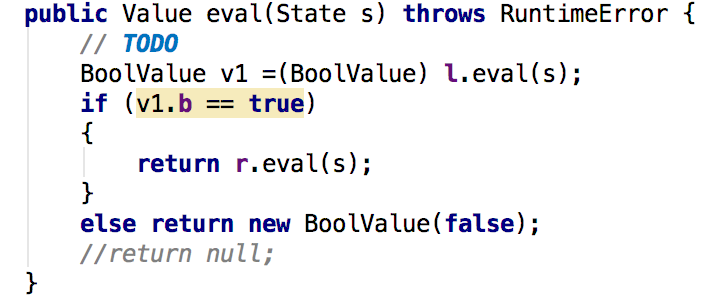 public Value eval(State s) throws RuntimeError {
// TODO
BoolValue v1 =(BoolValue) l.eval(s);
if (v1.b == true)
{
return r.eval(s);
}
else return new BoolValue(false);
//return null;
}